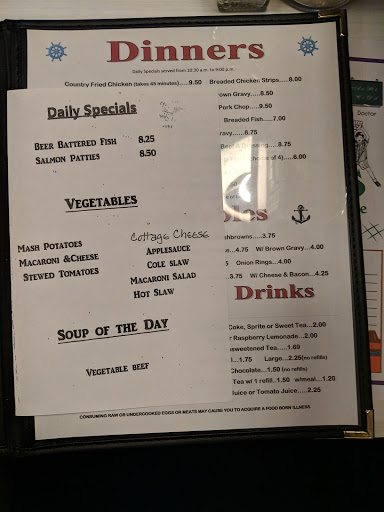 Dinners
Daily Specials served from 10:30 a.m. to 9:00 p.m.
Country Fried Chicken (takes 45 minutes).....9.50 Breaded Chicken Strips.....8.00
Brown Gravy.....8.50
Pork Chop.....9.50
Breaded Fish.....7.00
ravy.....8.75
& Dressing.....8.75
of 4).....6.00
Daily Specials
Beer Battered Fish 8.25
Salmon Patties 8.50
Vegetables
Cottage Cheese
Mash Potatoes Applesauce
Macaroni &Cheese Cole slaw
Stewed Tomatoes Macaroni Salad
Hot Slaw
Soup of the Day
Vegetable beef
shbrowns.....3.75
4.75 W/ Brown Gravy....4.00
Onion Rings....4.00
3.75 W/ Cheese & Bacon....4.25
Drinks
Coke, Sprite or Sweet Tea...2.00
r Raspberry Lemonade...2.00
sweetened Tea.....1.69
1.75 Large...2.25(no refills)
Chocolate...1.50 (no refills)
Tea w/ 1 refill.1.50 w/meal...1.20
Juice or Tomato Juice.....2.25
CONSUMING RAW OR UNDERCOOKED EGGS OR MEATS MAY CAUSE YOU TO ACQUIRE A FOOD BORN ILLNESS
Doctor